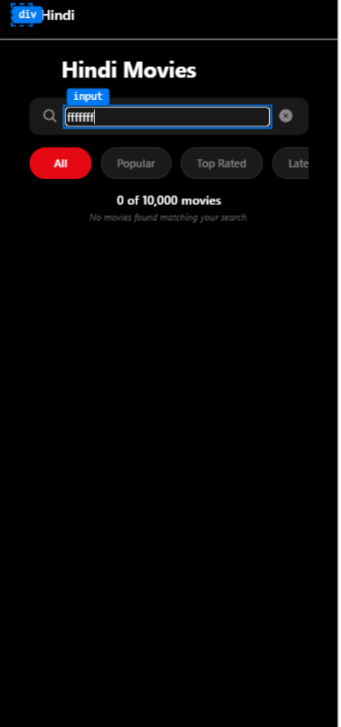 div Hindi
Hindi Movies
input
fffffff
All Popular Top Rated Late
0 of 10,000 movies
No movies found matching your search.